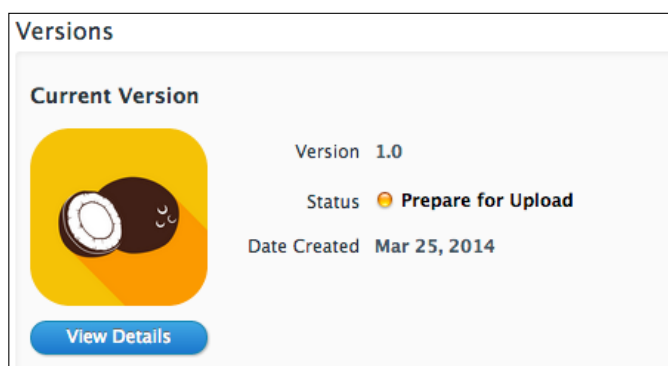 Versions
Current Version
Version 1.0
Status Prepare for Upload
Date Created Mar 25, 2014
View Details